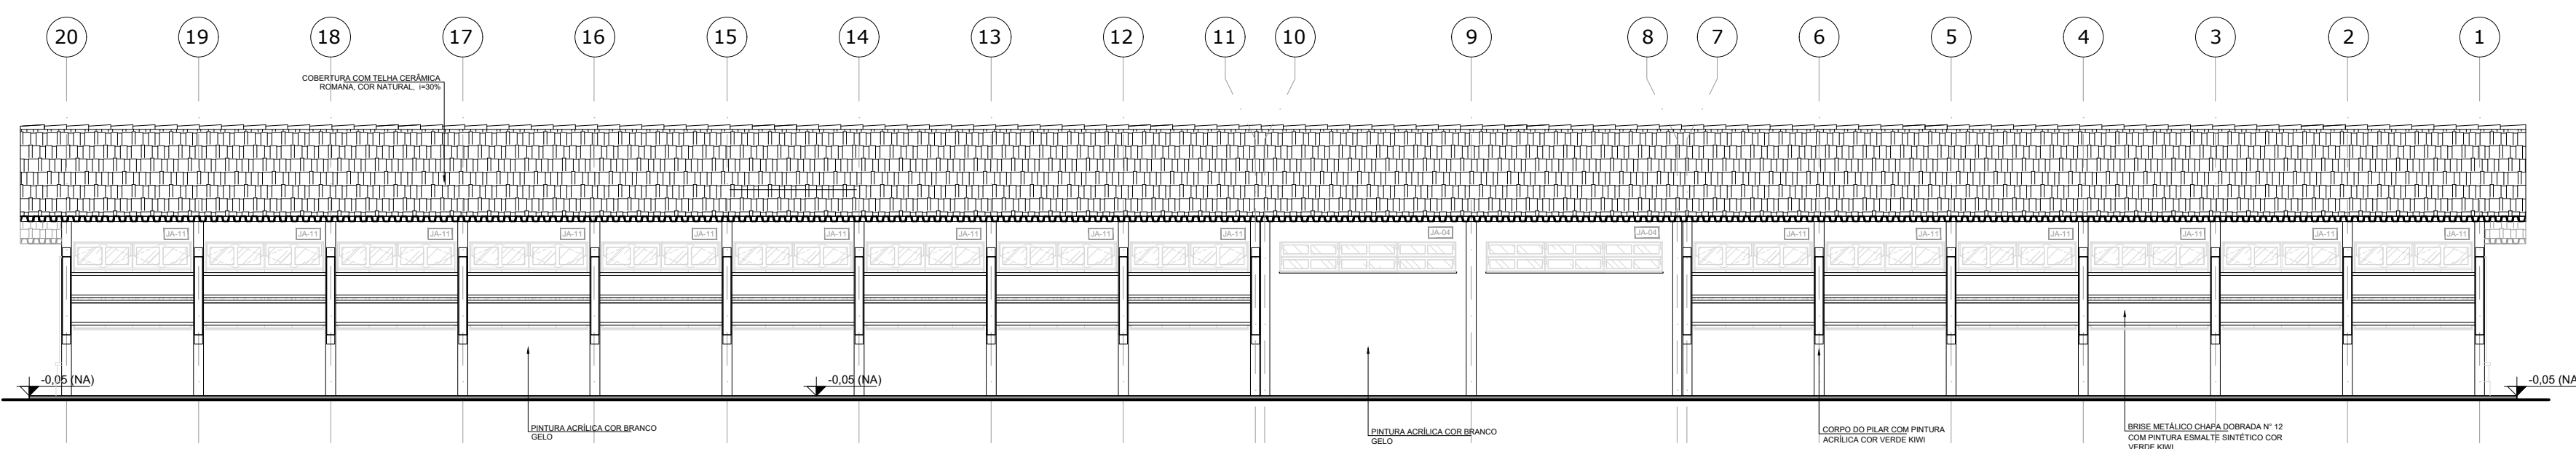 20 19 18 17 16 15 14 13 12 11 10 9 8 7 6 5 4 3 2 1
COBERTURA COM TELHA CERÂMICA
ROMANA, COR NATURAL, i=30%
JA-11 JA-11 JA-11 JA-11 JA-11 JA-11 JA-11 JA-11 JA-11 JA-04 JA-04 JA-11 JA-11 JA-11 JA-11 JA-11 JA-11
-0,05 (NA) -0,05 (NA) -0,05 (NA
PINTURA ACRÍLICA COR BRANCO
GELO
PINTURA ACRÍLICA COR BRANCO
GELO
CORPO DO PILAR COM PINTURA
ACRÍLICA COR VERDE KIWI
BRISE METÁLICO CHAPA DOBRADA N° 12
COM PINTURA ESMALTE SINTÉTICO COR
VERDE KIWI